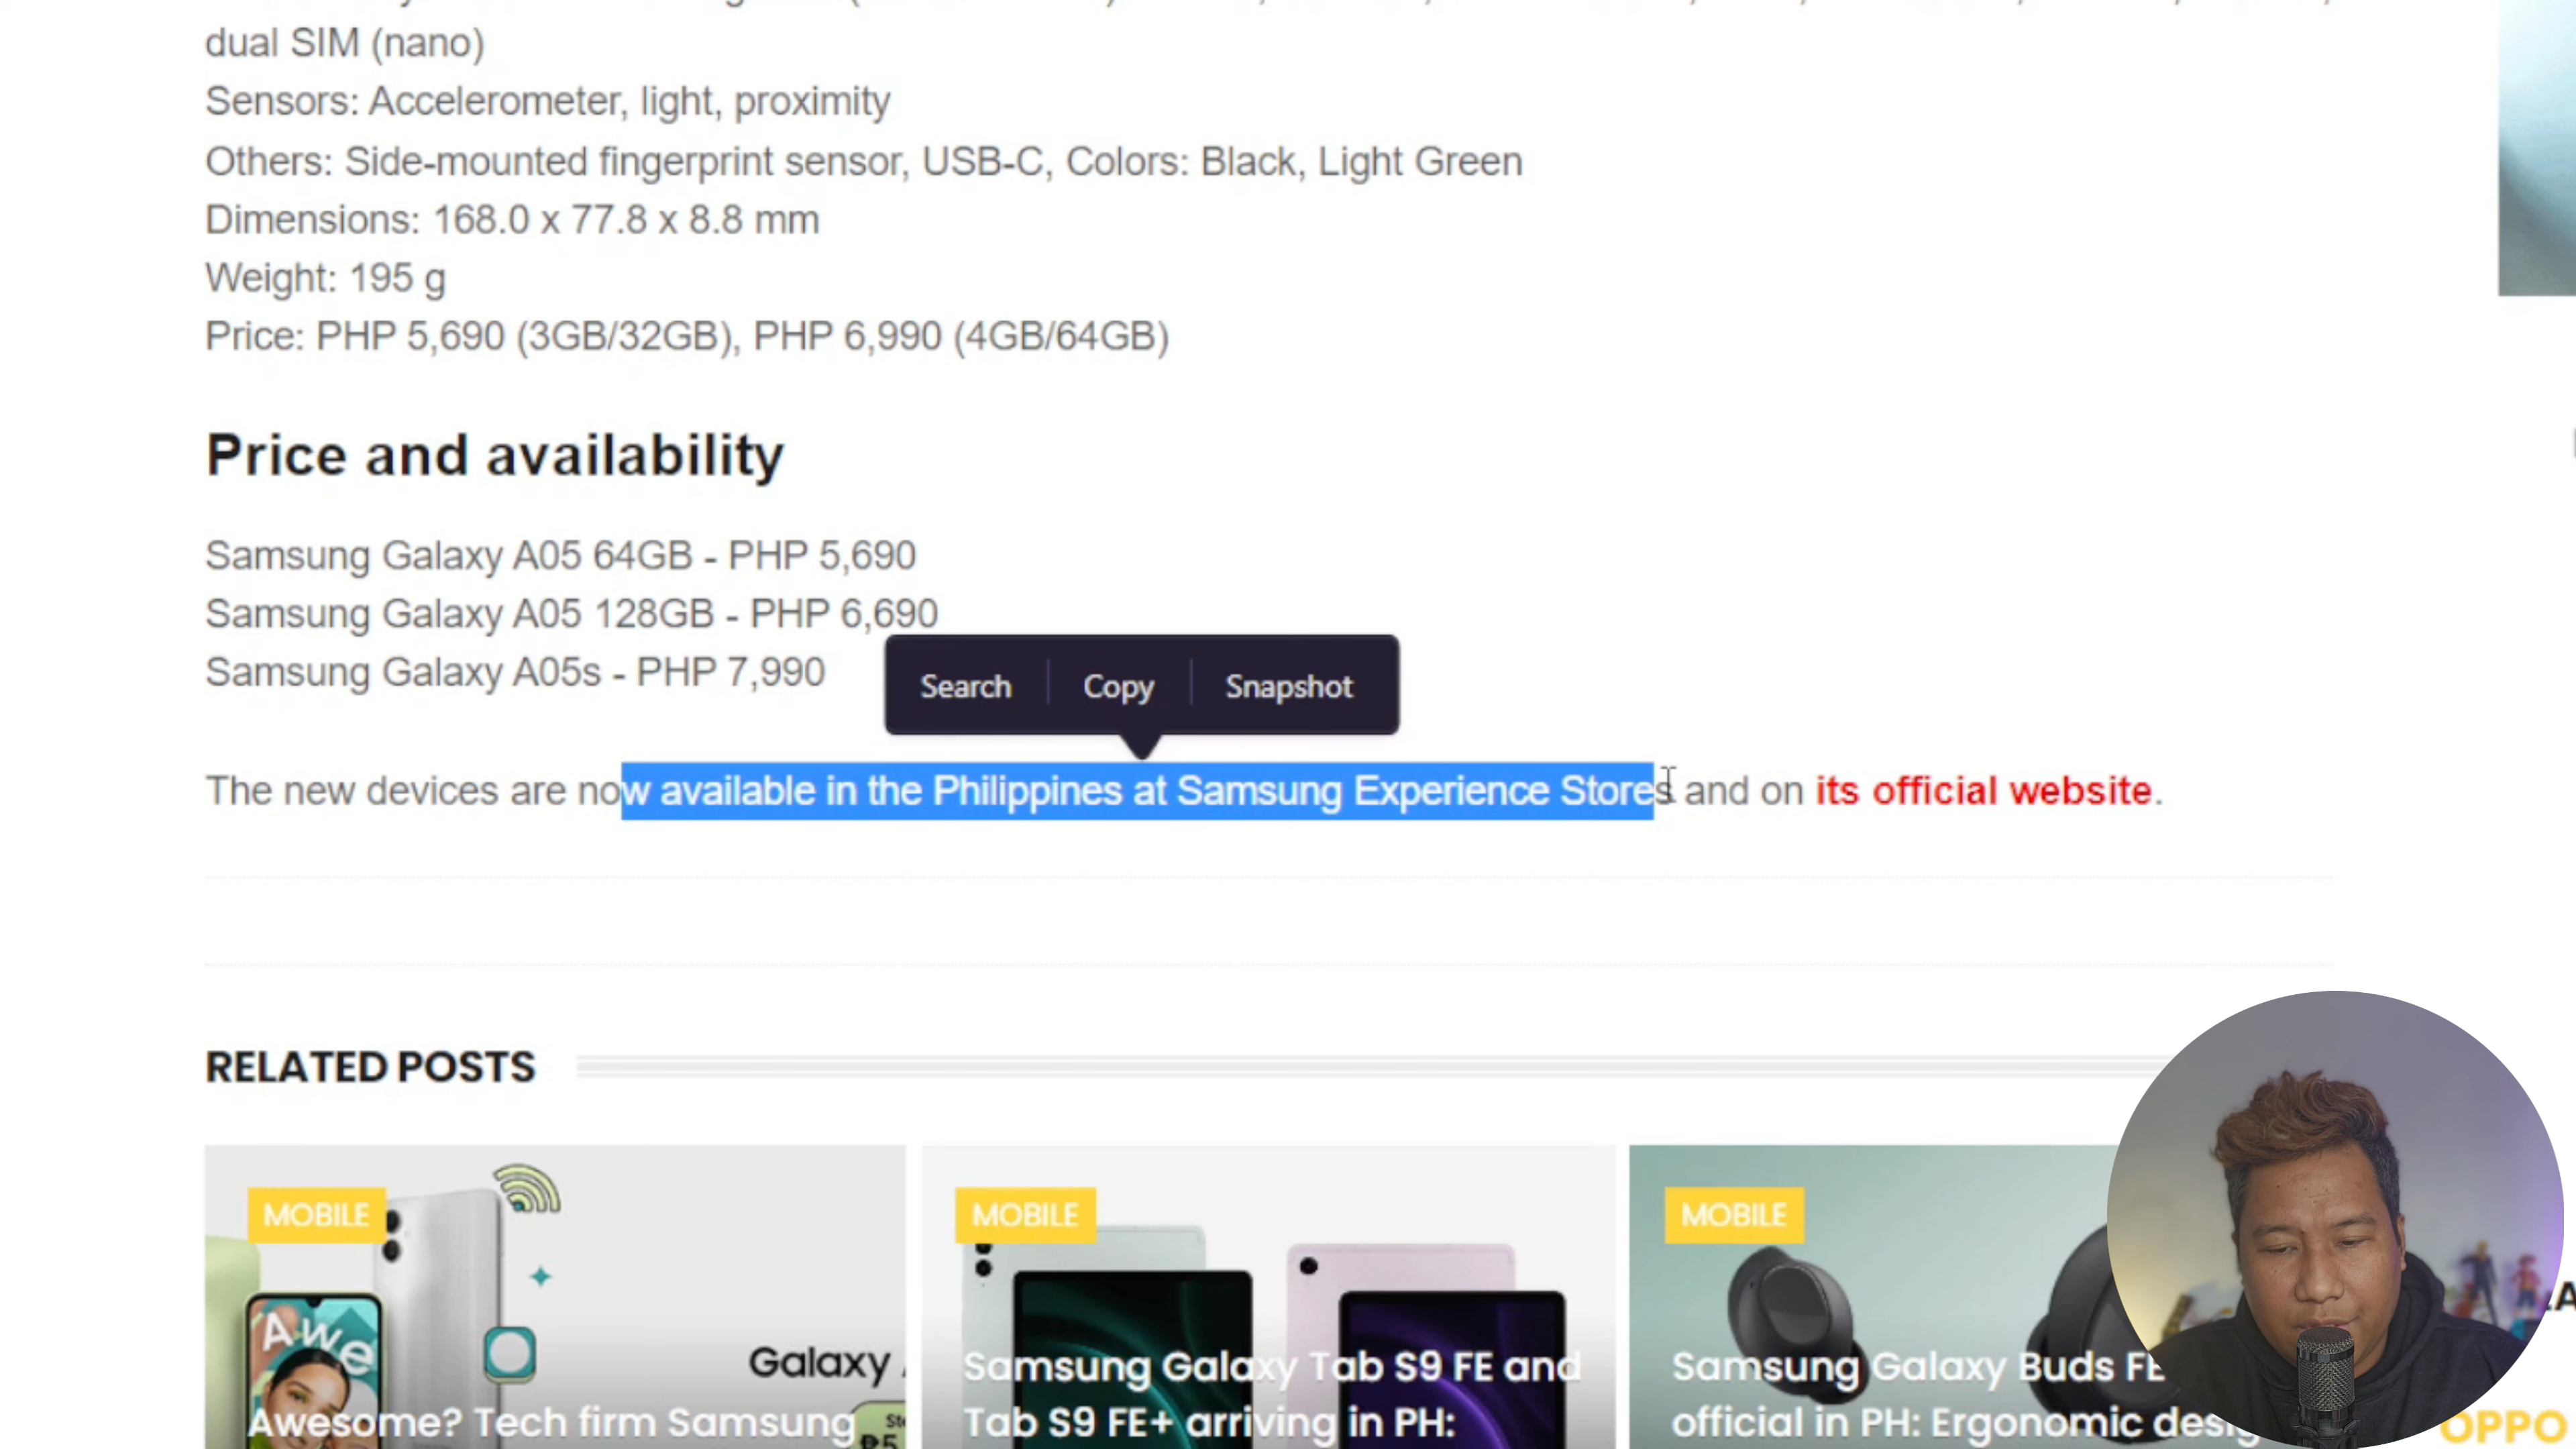 dual SIM (nano)
Sensors: Accelerometer, light, proximity
Others: Side-mounted fingerprint sensor, USB-C, Colors: Black, Light Green
Dimensions: 168.0 x 77.8 x 8.8 mm
Weight: 195 g
Price: PHP 5,690 (3GB/32GB), PHP 6,990 (4GB/64GB)
Price and availability
Samsung Galaxy A05 64GB - PHP 5,690
Samsung Galaxy A05 128GB - PHP 6,690
Samsung Galaxy A05s - PHP 7,990
Search Copy Snapshot
The new devices are now available in the Philippines at Samsung Experience Stores and on its official website.
RELATED POSTS
MOBILE
Awe
Galaxy
Awesome? Tech firm Samsung
MOBILE
Samsung Galaxy Tab S9 FE and
Tab S9 FE+ arriving in PH:
MOBILE
Samsung Galaxy Buds FE
official in PH: Ergonomic
OPPO